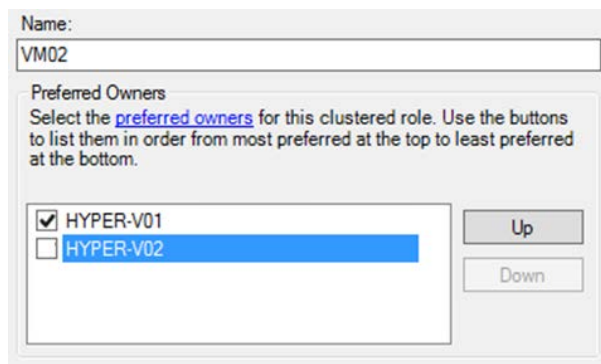 Name:
VM02
Preferred Owners
Select the preferred owners for this clustered role. Use the buttons
to list them in order from most preferred at the top to least preferred
at the bottom.
HYPER-V01
Up
HYPER-V02
Down